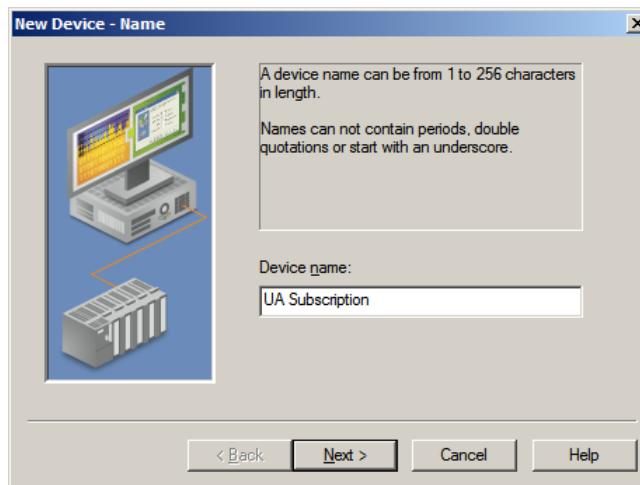 New Device - Name
A device name can be from 1 to 256 characters
in length.
Names can not contain periods, double
quotations or start with an underscore.
Device name:
UA Subscription
< Back
Next >
Cancel
Help